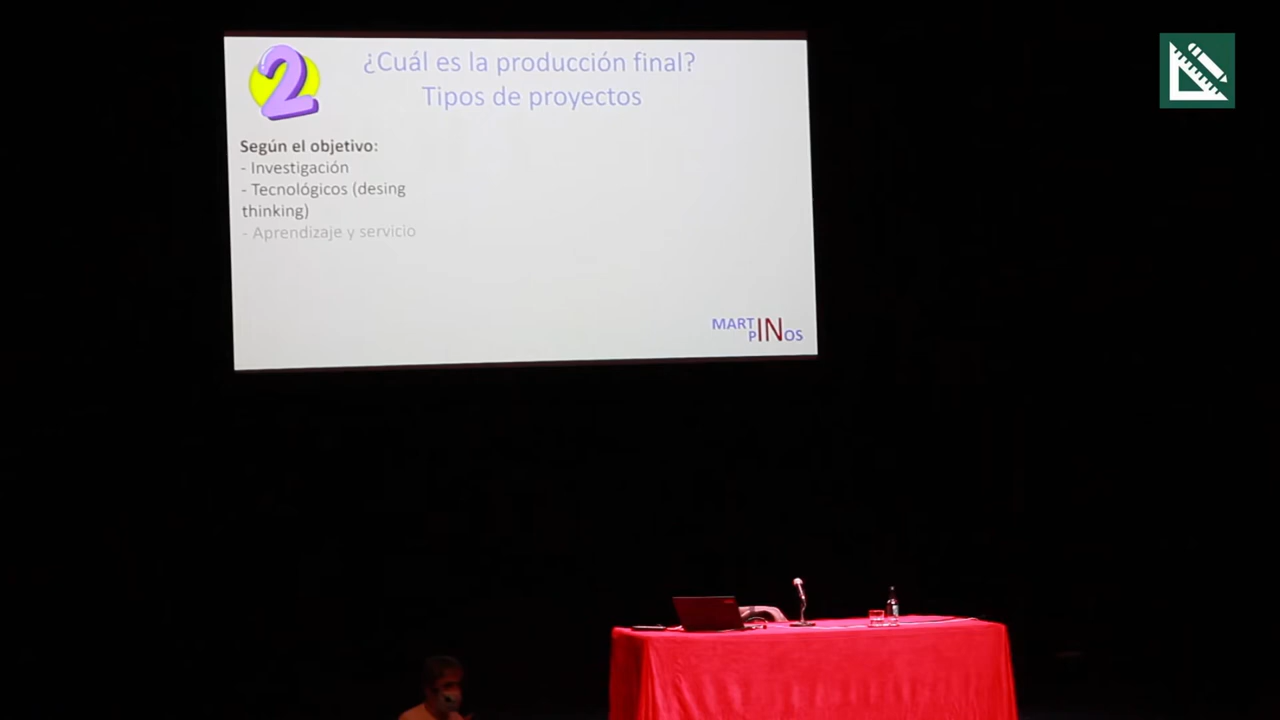 2
¿Cuál es la producción final?
Tipos de proyectos
Según el objetivo:
- Investigación
- Tecnológicos (desing
thinking)
- Aprendizaje y servicio
MARTINOS
PINOS